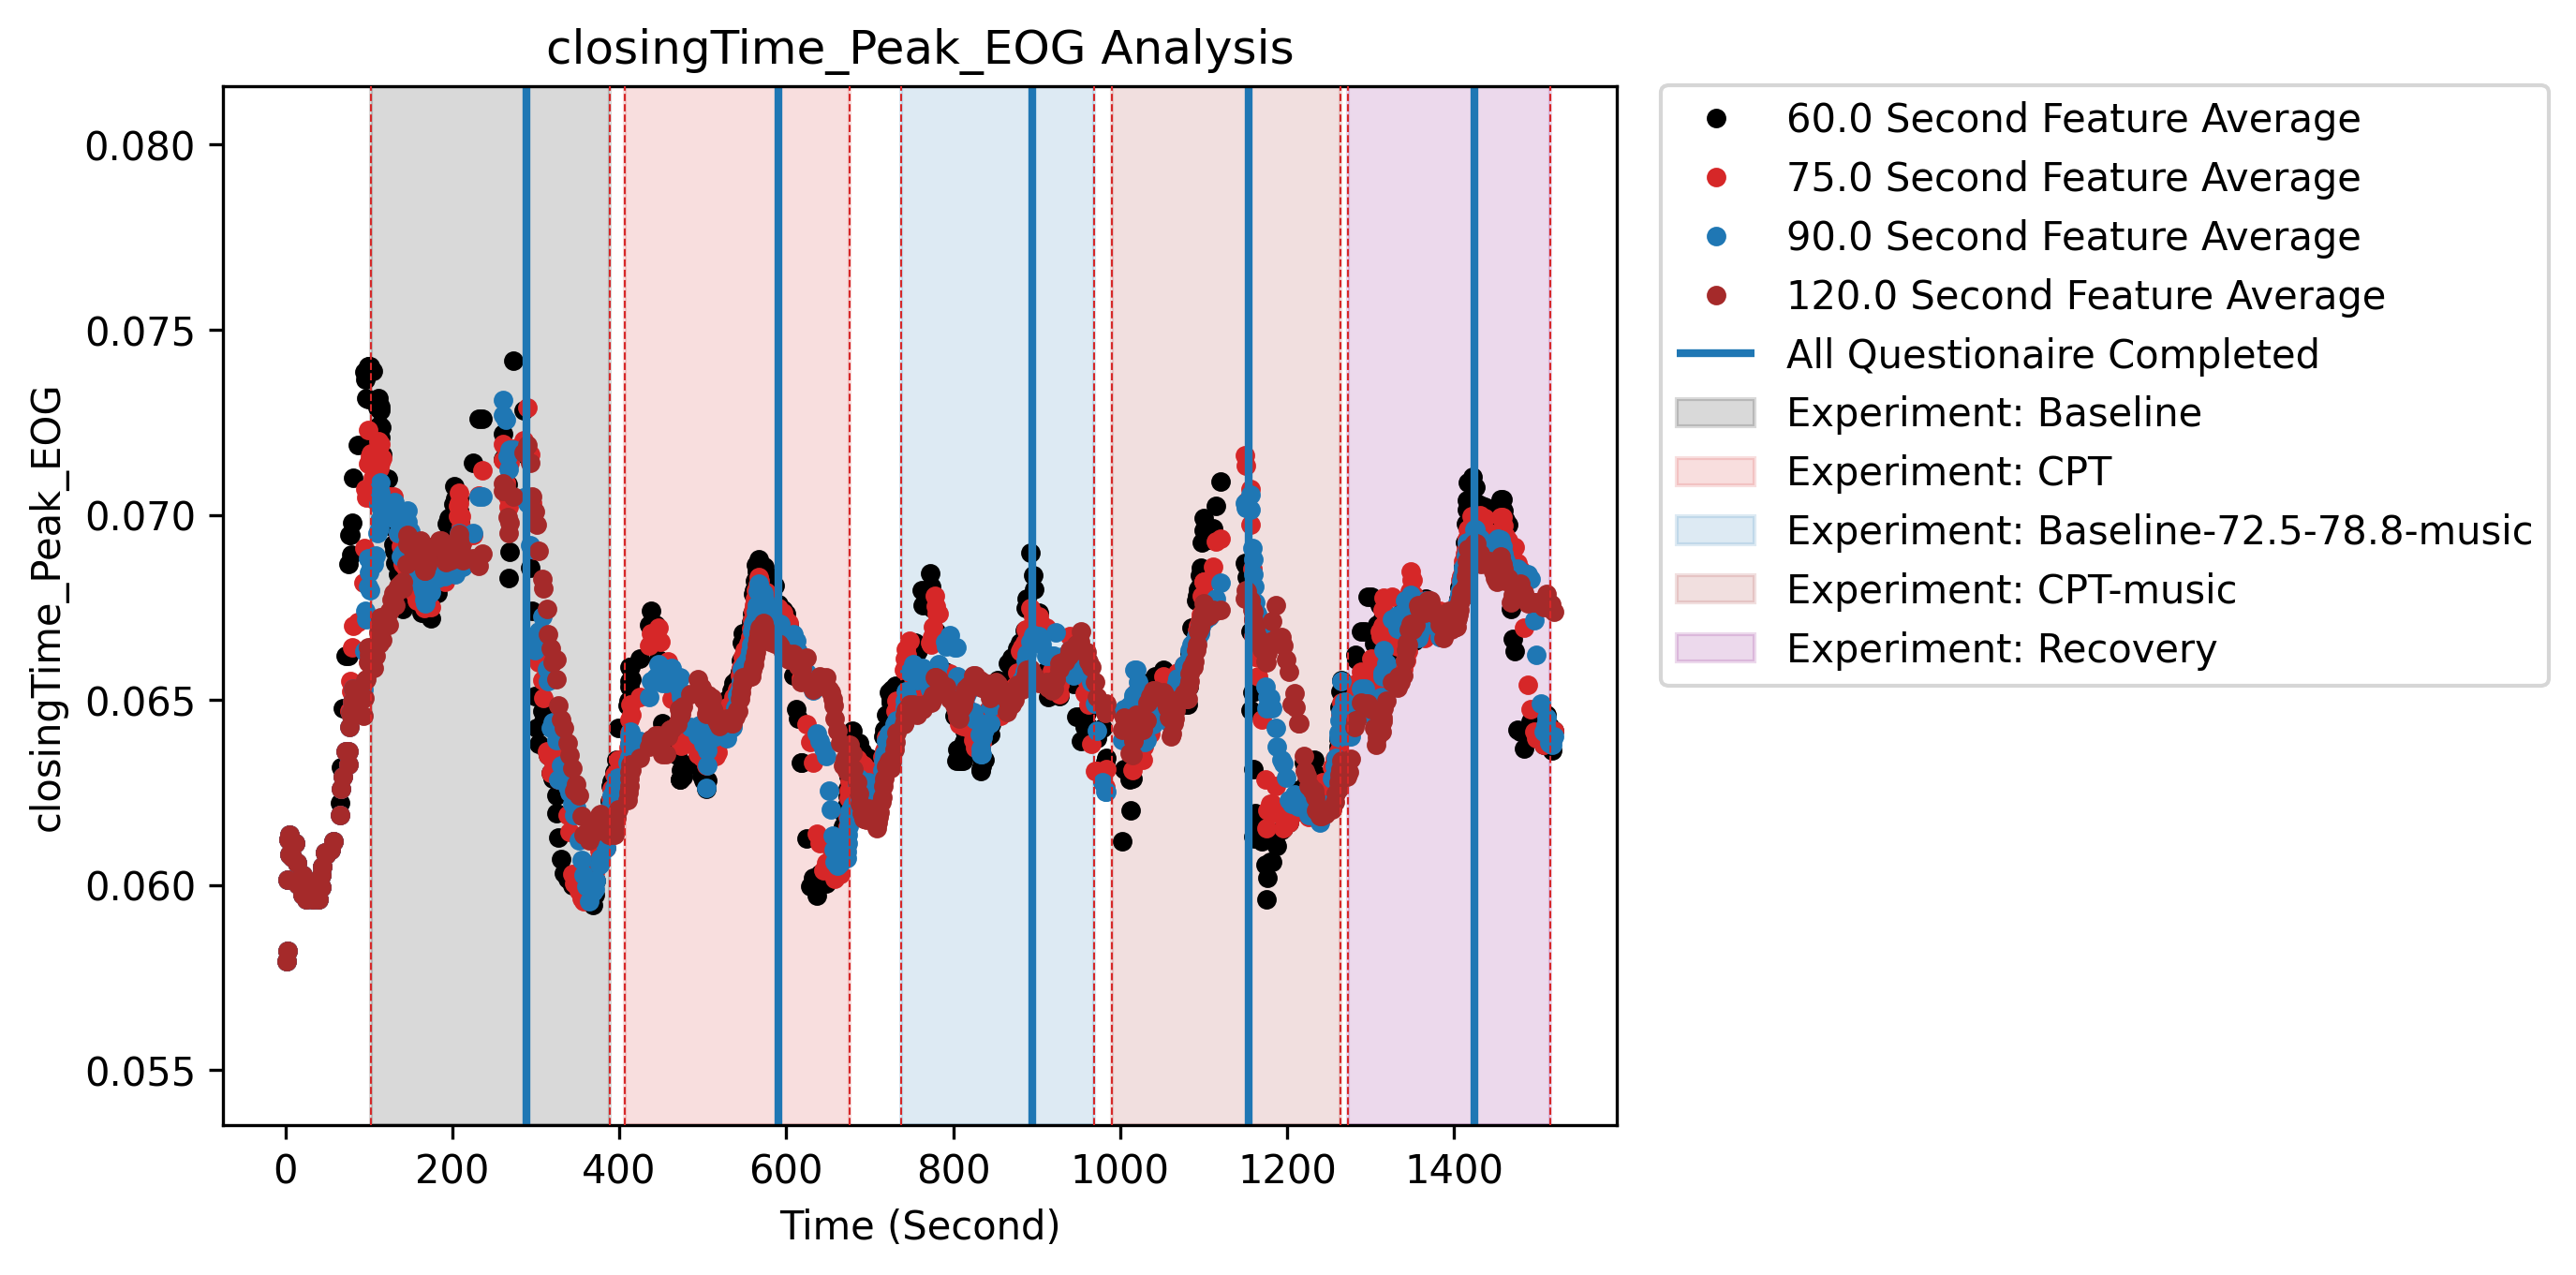 closingTime_Peak_EOG Analysis
closingTime_Peak_EOG
0.080
0.075
0.070
0.065
0.060
0.055
0
200
400
600
800
1000
1200
1400
Time (Second)
60.0 Second Feature Average
75.0 Second Feature Average
90.0 Second Feature Average
120.0 Second Feature Average
All Questionaire Completed
Experiment: Baseline
Experiment: CPT
Experiment: Baseline-72.5-78.8-music
Experiment: CPT-music
Experiment: Recovery